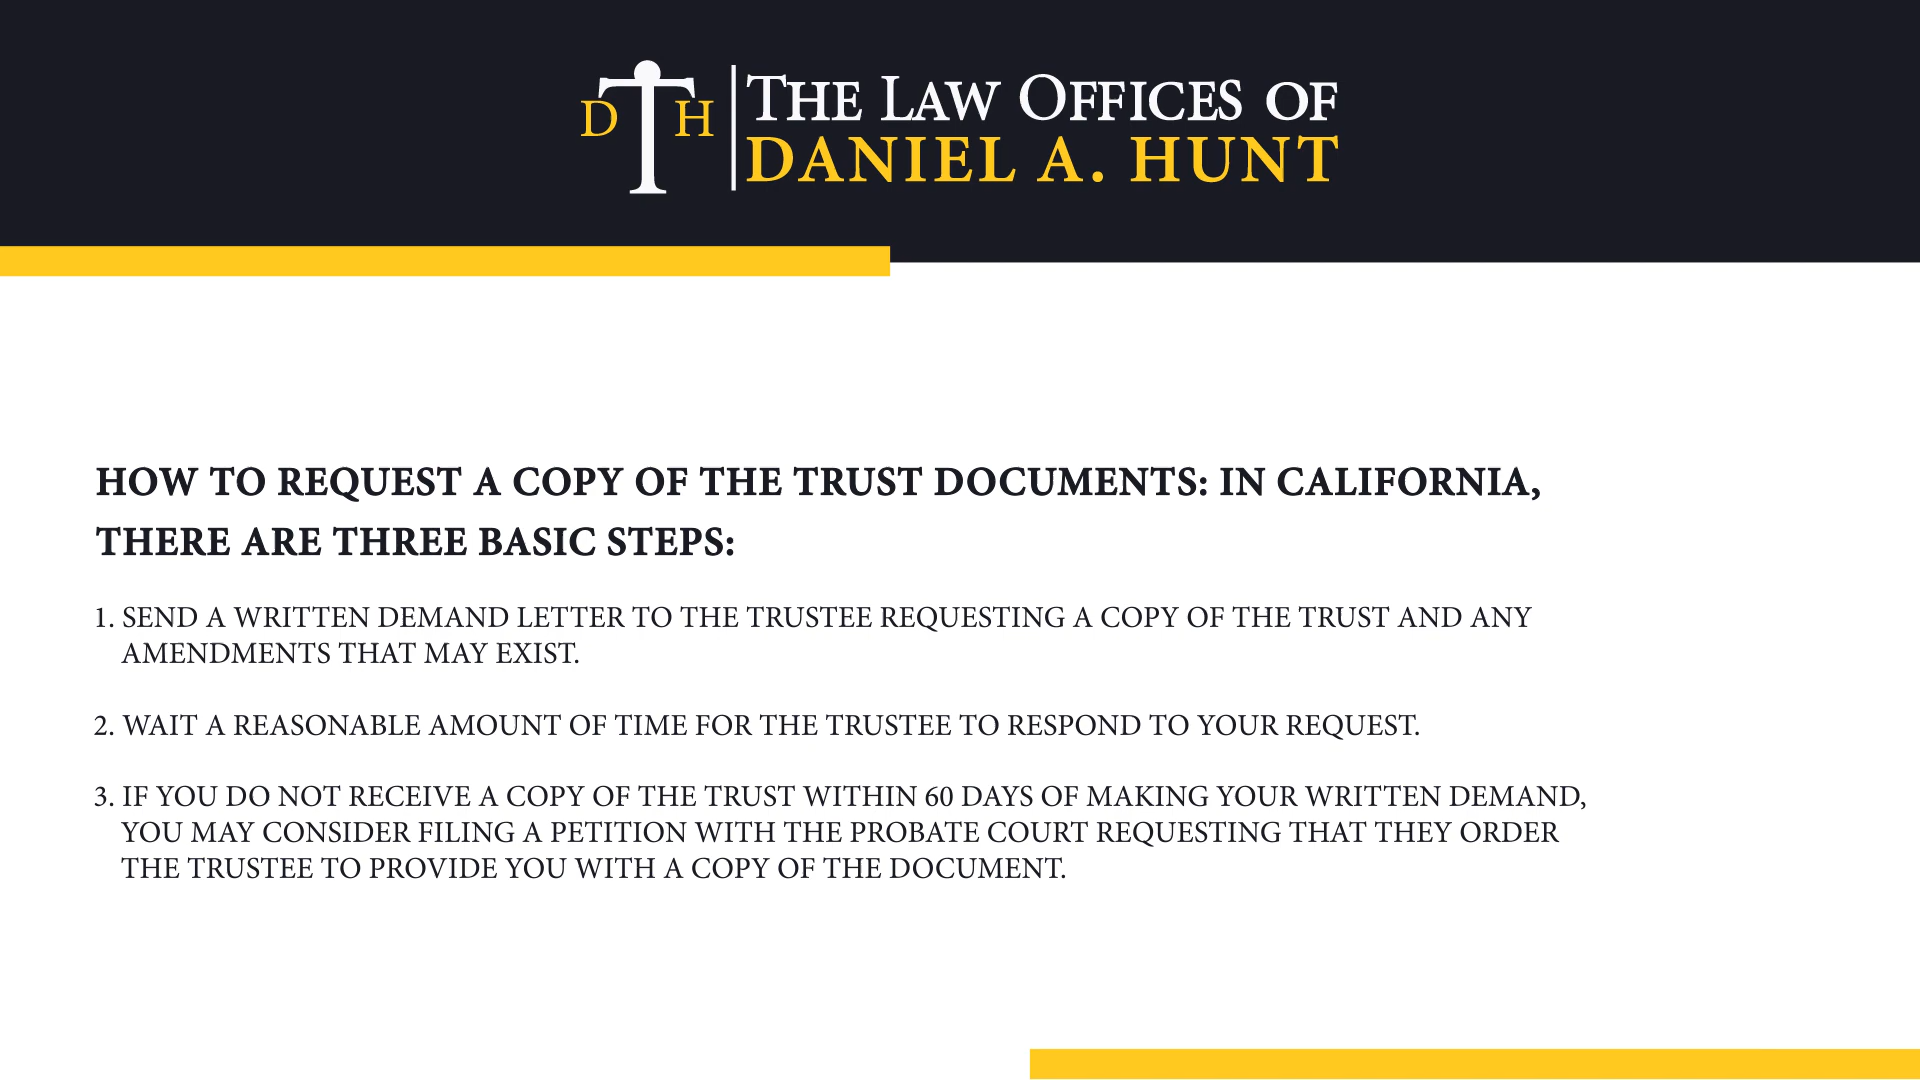 D T H
THE LAW OFFICES OF
DANIEL A. HUNT
HOW TO REQUEST A COPY OF THE TRUST DOCUMENTS: IN CALIFORNIA,
THERE ARE THREE BASIC STEPS:
1. SEND A WRITTEN DEMAND LETTER TO THE TRUSTEE REQUESTING A COPY OF THE TRUST AND ANY
AMENDMENTS THAT MAY EXIST.
2. WAIT A REASONABLE AMOUNT OF TIME FOR THE TRUSTEE TO RESPOND TO YOUR REQUEST.
3. IF YOU DO NOT RECEIVE A COPY OF THE TRUST WITHIN 60 DAYS OF MAKING YOUR WRITTEN DEMAND,
YOU MAY CONSIDER FILING A PETITION WITH THE PROBATE COURT REQUESTING THAT THEY ORDER
THE TRUSTEE TO PROVIDE YOU WITH A COPY OF THE DOCUMENT.